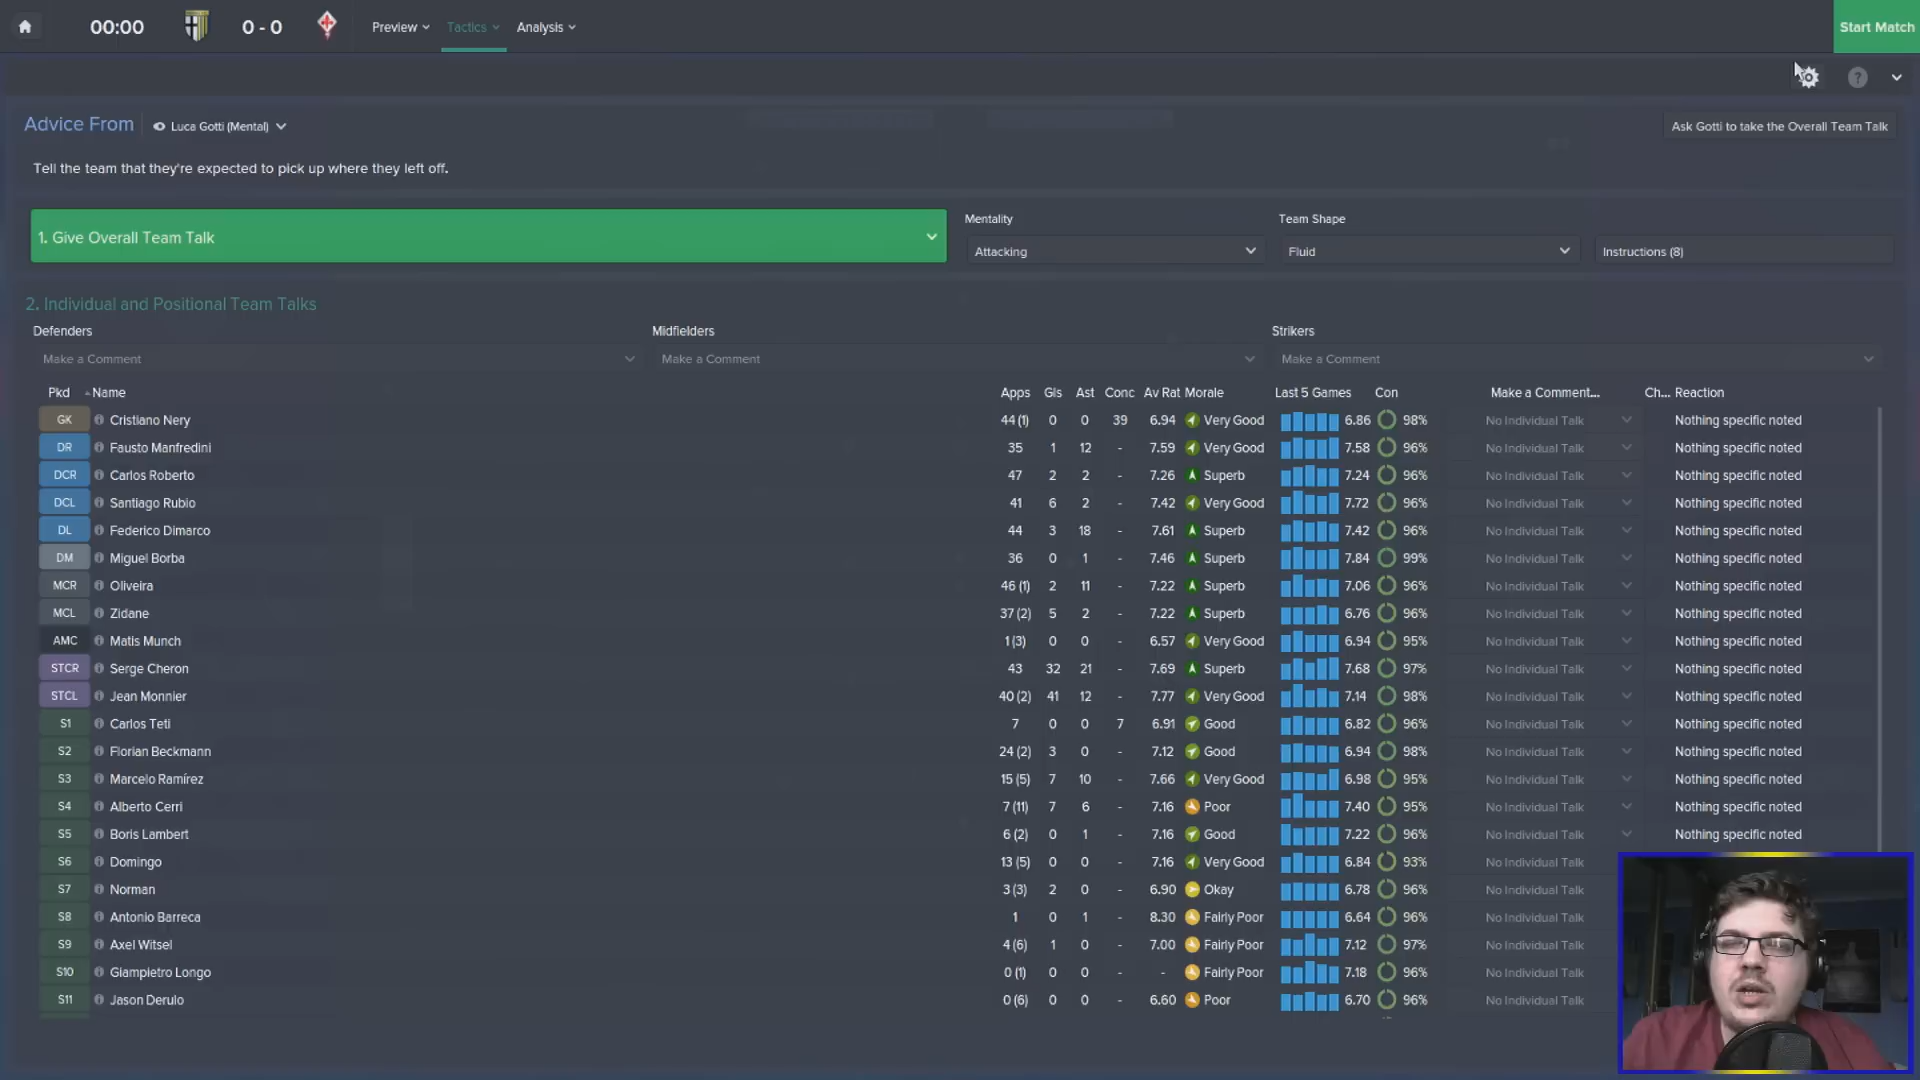 00:00 0 - 0 Preview Tactics Analysis Start Match
?
Advice From Luca Gotti (Mental) Ask Gotti to take the Overall Team Talk
Tell the team that they're expected to pick up where they left off.
Mentality Team Shape
1. Give Overall Team Talk
Attacking Fluid Instructions (8)
2. Individual and Positional Team Talks
Defenders Midfielders Strikers
Make a Comment Make a Comment Make a Comment
Pkd Name Apps Gls Ast Conc Av Rat Morale Last 5 Games Con Make a Comment... Ch... Reaction
GK Cristiano Nery 44 (1) 0 0 39 6.94 Very Good 6.86 98% No Individual Talk Nothing specific noted
DR Fausto Manfredini 35 1 12 - 7.59 Very Good 7.58 96% No Individual Talk Nothing specific noted
DCR Carlos Roberto 47 2 2 - 7.26 Superb 7.24 96% No Individual Talk Nothing specific noted
DCL Santiago Rubio 41 6 2 - 7.42 Very Good 7.72 96% No Individual Talk Nothing specific noted
DL Federico Dimarco 44 3 18 - 7.61 Superb 7.42 96% No Individual Talk Nothing specific noted
DM Miguel Borba 36 0 1 - 7.46 Superb 7.84 99% No Individual Talk Nothing specific noted
MCR Oliveira 46 (1) 2 11 - 7.22 Superb 7.06 96% No Individual Talk Nothing specific noted
MCL Zidane 37 (2) 5 2 - 7.22 Superb 6.76 96% No Individual Talk Nothing specific noted
AMC Matis Munch 1 (3) 0 0 - 6.57 Very Good 6.94 95% No Individual Talk Nothing specific noted
STCR Serge Cheron 43 32 21 - 7.69 Superb 7.68 97% No Individual Talk Nothing specific noted
STCL Jean Monnier 40 (2) 41 12 - 7.77 Very Good 7.14 98% No Individual Talk Nothing specific noted
S1 Carlos Teti 7 0 0 7 6.91 Good 6.82 96% No Individual Talk Nothing specific noted
S2 Florian Beckmann 24 (2) 3 0 - 7.12 Good 6.94 98% No Individual Talk Nothing specific noted
S3 Marcelo Ramírez 15 (5) 7 10 - 7.66 Very Good 6.98 95% No Individual Talk Nothing specific noted
S4 Alberto Cerri 7 (11) 7 6 - 7.16 Poor 7.40 95% No Individual Talk Nothing specific noted
S5 Boris Lambert 6 (2) 0 1 - 7.16 Good 7.22 96% No Individual Talk Nothing specific noted
S6 Domingo 13 (5) 0 0 - 7.16 Very Good 6.84 93% No Individual Talk
S7 Norman 3 (3) 2 0 - 6.90 Okay 6.78 96% No Individual Talk
S8 Antonio Barreca 1 0 1 - 8.30 Fairly Poor 6.64 96% No Individual Talk
S9 Axel Witsel 4 (6) 1 0 - 7.00 Fairly Poor 7.12 97% No Individual Talk
S10 Giampietro Longo 0 (1) 0 0 - - Fairly Poor 7.18 96% No Individual Talk
S11 Jason Derulo 0 (6) 0 0 - 6.60 Poor 6.70 96% No Individual Talk